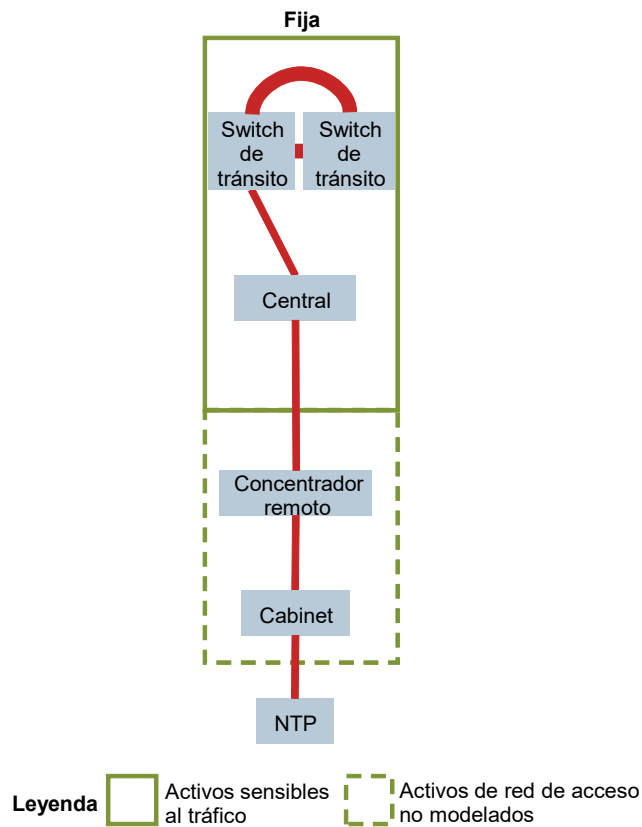 Fija
Switch
de
tránsito
Switch
de
tránsito
Central
Concentrador
remoto
Cabinet
NTP
Leyenda
Activos sensibles
al tráfico
Activos de red de acceso
no modelados